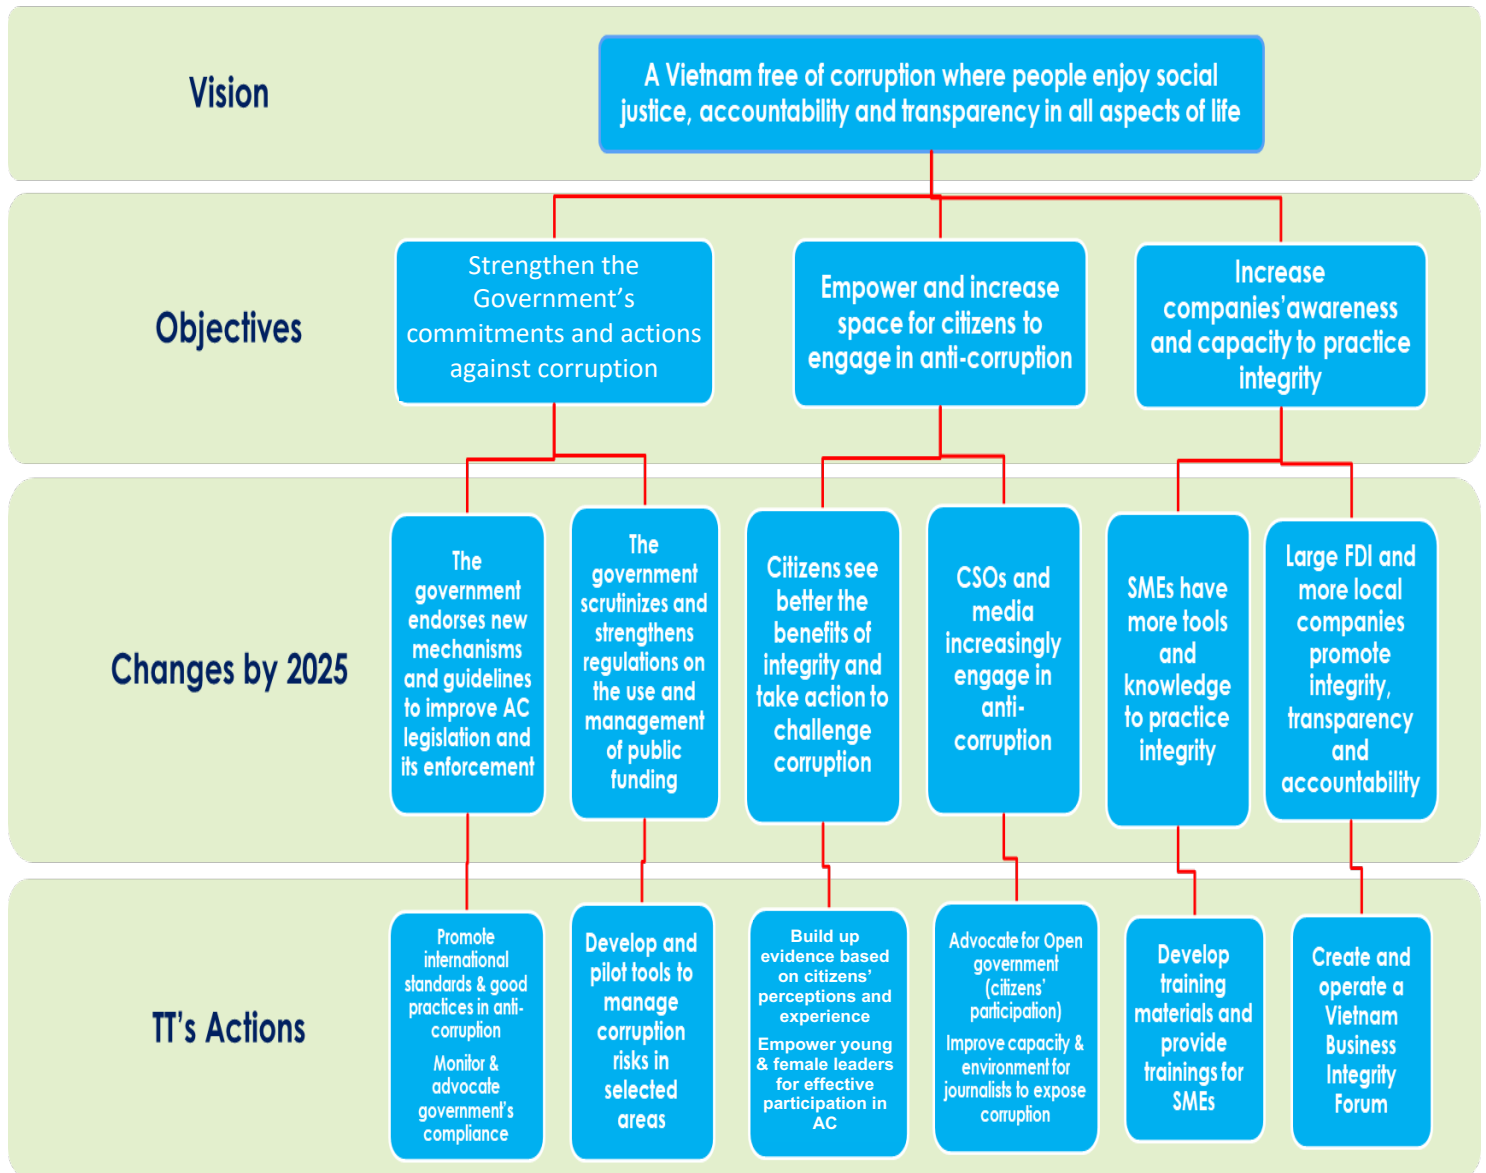 Vision
A Vietnam free of corruption where people enjoy social
justice, accountability and transparency in all aspects of life
Objectives
Strengthen the
Government’s
commitments and actions
against corruption
Empower and increase
space for citizens to
engage in anti-corruption
Increase
companies’awareness
and capacity to practice
integrity
Changes by 2025
The
government
endorses new
mechanisms
and guidelines
to improve AC
legislation and
its enforcement
The
government
scrutinizes and
strengthens
regulations on
the use and
management
of public
funding
Citizens see
better the
benefits of
integrity and
take action to
challenge
corruption
CSOs and
media
increasingly
engage in
anti-
corruption
SMEs have
more tools
and
knowledge
to practice
integrity
Large FDI and
more local
companies
promote
integrity,
transparency
and
accountability
TT’s Actions
Promote
international
standards & good
practices in anti-
corruption
Monitor &
advocate
government’s
compliance
Develop and
pilot tools to
manage
corruption
risks in
selected
areas
Build up
evidence based
on citizens’
perceptions and
experience
Empower young
& female leaders
for effective
participation in
AC
Advocate for Open
government
(citizens’
participation)
Improve capacity &
environment for
journalists to expose
corruption
Develop
training
materials and
provide
trainings for
SMEs
Create and
operate a
Vietnam
Business
Integrity
Forum